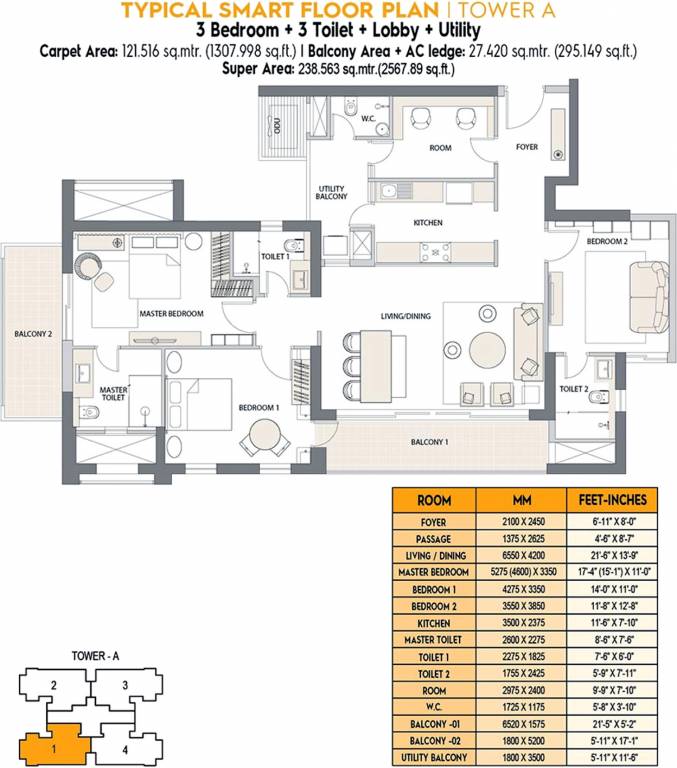 TYPICAL SMART FLOOR PLAN | TOWER A
3 Bedroom + 3 Toilet + Lobby + Utility
Carpet Area: 121.516 sq.mtr. (1307.998 sq.ft.) | Balcony Area + AC ledge: 27.420 sq.mtr. (295.149 sq.ft.)
Super Area: 238.563 sq.mtr.(2567.89 sq.ft.)
ODU
W.C.
ROOM
FOYER
UTILITY
BALCONY
KITCHEN
BEDROOM 2
TOILET 1
MASTER BEDROOM
LIVING/DINING
BALCONY 2
MASTER
TOILET
BEDROOM 1
TOILET 2
BALCONY 1
ROOM MM FEET-INCHES
FOYER 2100 X 2450 6'-11" X 8'-0"
PASSAGE 1375 X 2625 4'-6" X 8'-7"
LIVING / DINING 6550 X 4200 21'-6" X 13'-9"
MASTER BEDROOM 5275 (4600) X 3350 17'-4" (15'-1") X 11'-0"
BEDROOM 1 4275 X 3350 14'-0" X 11'-0"
BEDROOM 2 3550 X 3850 11'-8" X 12'-8"
KITCHEN 3500 X 2375 11'-6" X 7'-10"
MASTER TOILET 2600 X 2275 8'-6" X 7'-6"
TOILET 1 2275 X 1825 7'-6" X 6'-0"
TOILET 2 1755 X 2425 5'-9" X 7'-11"
ROOM 2975 X 2400 9'-9" X 7'-10"
W.C. 1725 X 1175 5'-8" X 3'-10"
BALCONY -01 6520 X 1575 21'-5" X 5'-2"
BALCONY -02 1800 X 5200 5'-11" X 17'-1"
UTILITY BALCONY 1800 X 3500 5'-11" X 11'-6"
TOWER - A
2 3
1 4